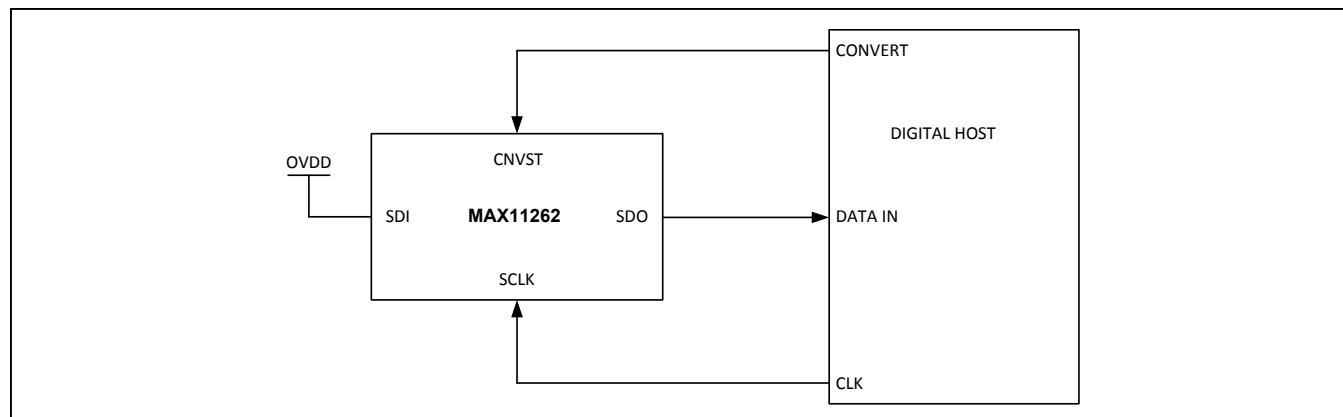 CONVERT
DIGITAL HOST
CNVST
OVDD
SDI
MAX11262
SDO
DATA IN
SCLK
CLK